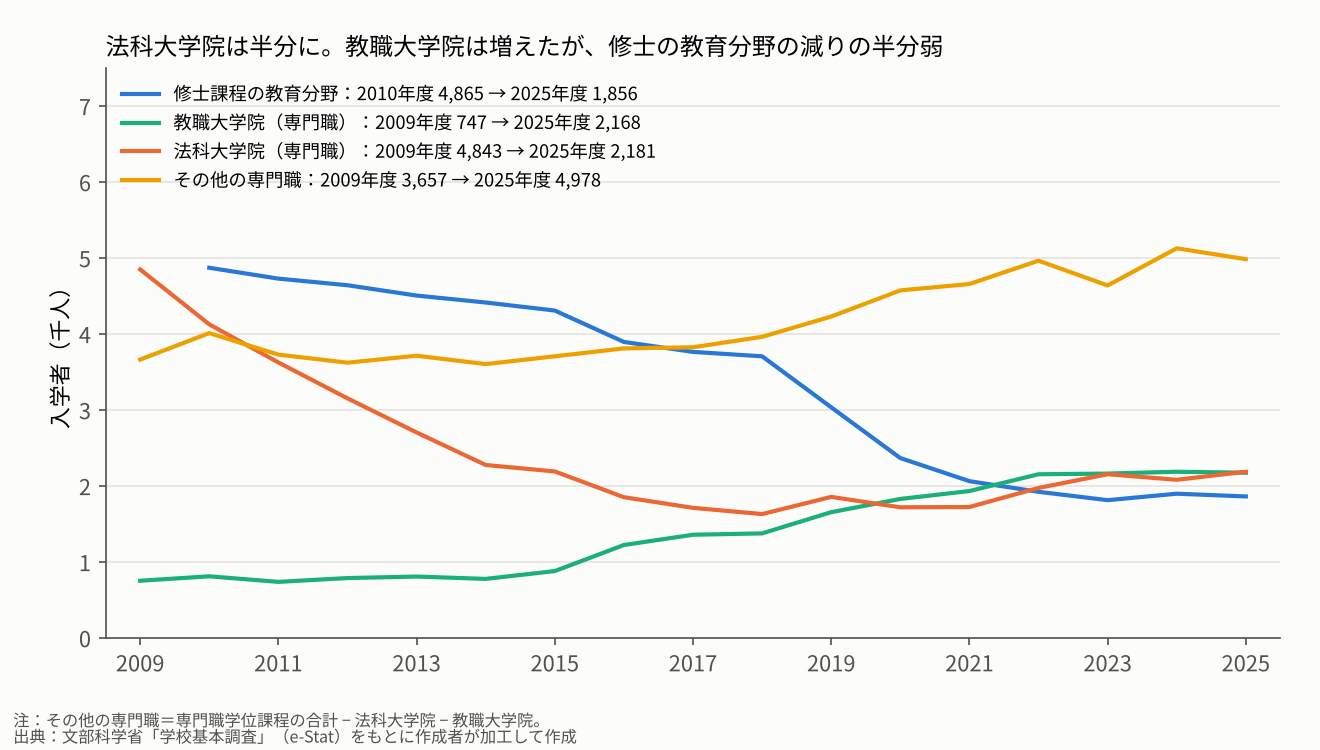 法科大学院は半分に。教職大学院は増えたが、修士の教育分野の減りの半分弱
修士課程の教育分野：2010年度 4,865 → 2025年度 1,856
教職大学院（専門職）：2009年度 747 → 2025年度 2,168
法科大学院（専門職）：2009年度 4,843 → 2025年度 2,181
その他の専門職：2009年度 3,657 → 2025年度 4,978
入学者（千人）
7
6
5
4
3
2
1
0
2009 2011 2013 2015 2017 2019 2021 2023 2025
注：その他の専門職＝専門職学位課程の合計 − 法科大学院 − 教職大学院。
出典：文部科学省「学校基本調査」（e-Stat）をもとに作成者が加工して作成